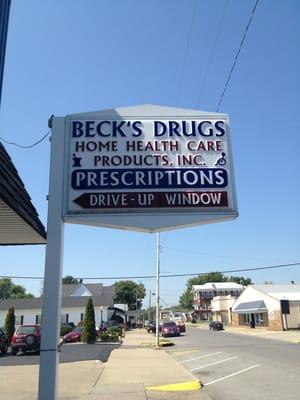 BECK'S DRUGS
HOME HEALTH CARE
PRODUCTS, INC.
PRESCRIPTIONS
DRIVE-UP WINDOW